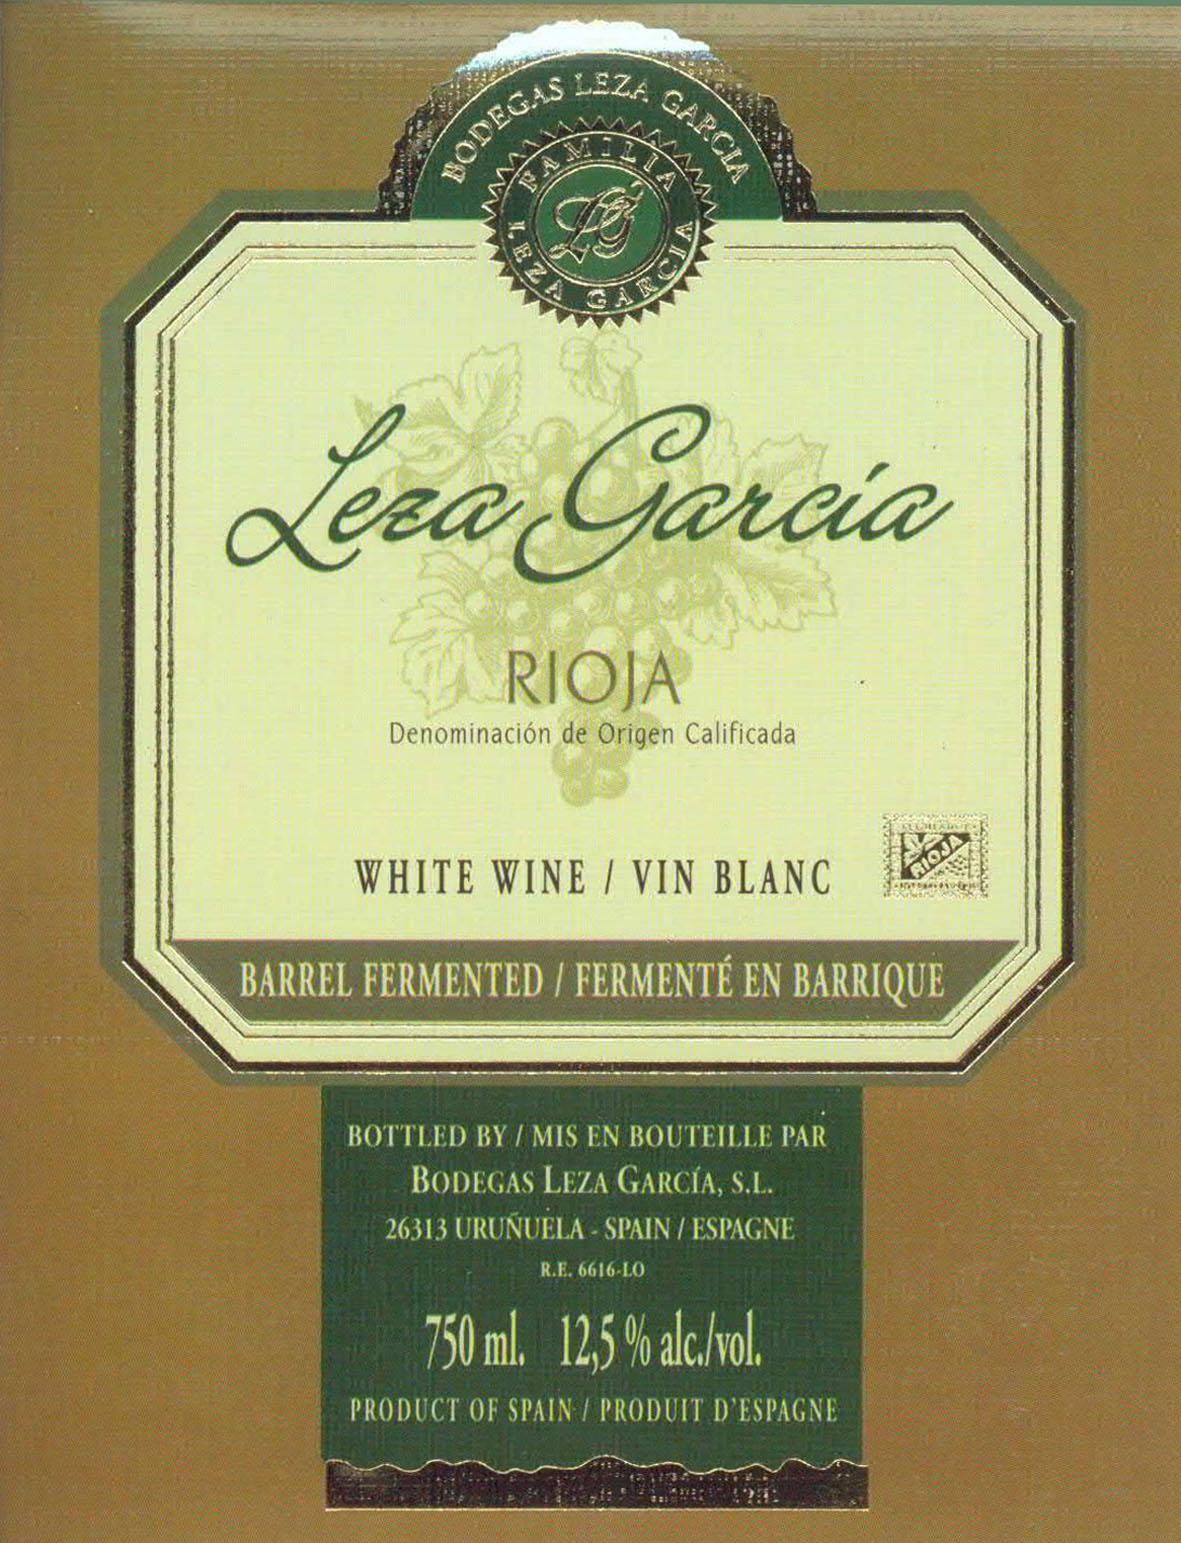 BODEGAS LEZA GARCIA
FAMILIA
LG
LEZA GARCIA
Leza García
RIOJA
Denominación de Origen Calificada
WHITE WINE / VIN BLANC
RIOJA
BARREL FERMENTED / FERMENTÉ EN BARRIQUE
BOTTLED BY / MIS EN BOUTEILLE PAR
BODEGAS LEZA GARCÍA, S.L.
26313 URUÑUELA - SPAIN / ESPAGNE
R.E. 6616-LO
750 ml. 12,5 % alc./vol.
PRODUCT OF SPAIN / PRODUIT D'ESPAGNE